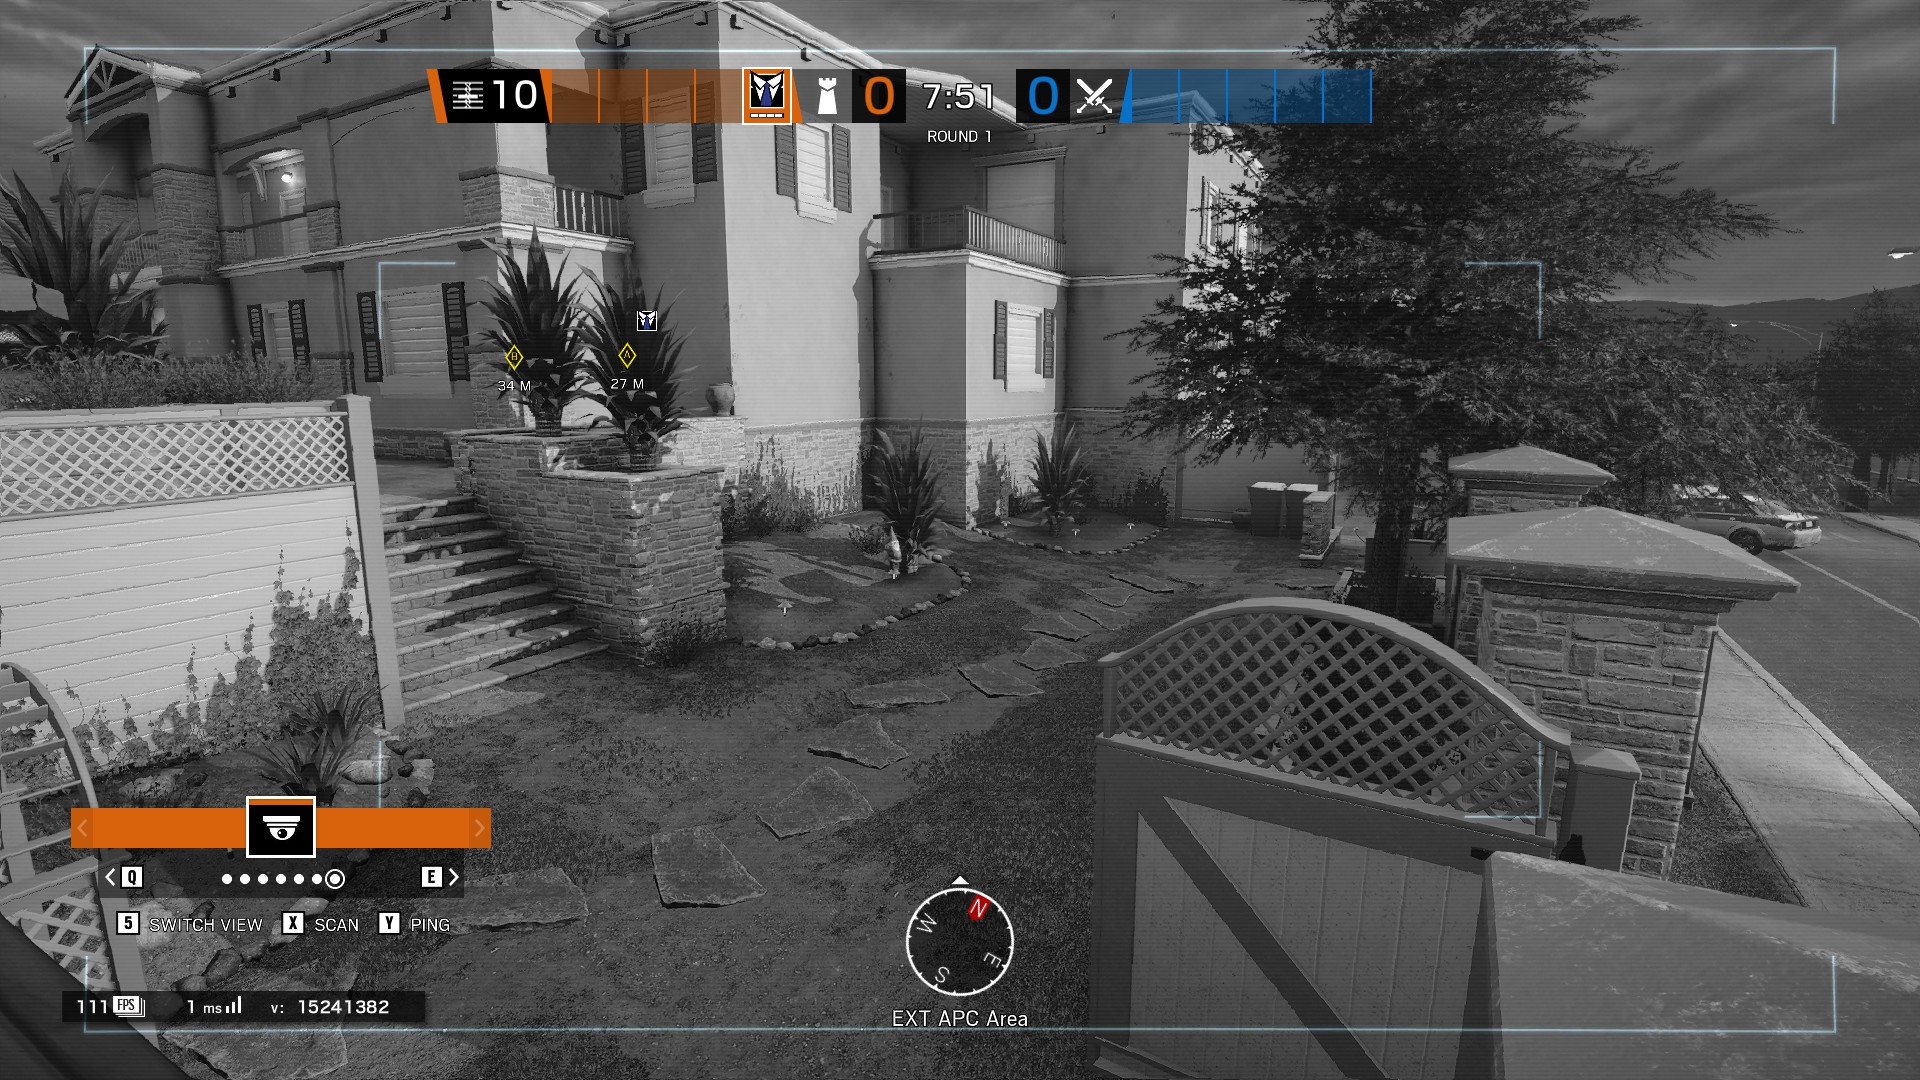 10
0
7:51
0
ROUND 1
B
A
34 M
27 M
Q
E
5 SWITCH VIEW X SCAN Y PING
N
W
E
S
111 FPS 1 ms v: 15241382
EXT APC Area